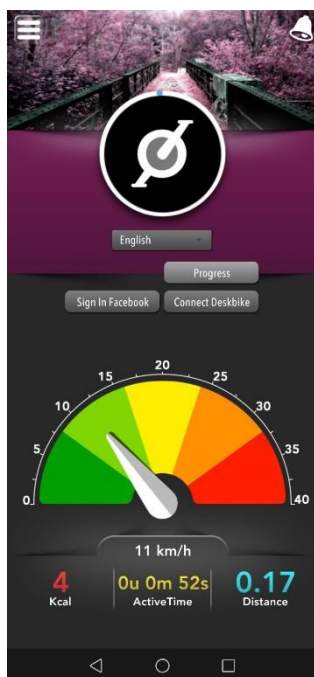 English
Progress
Sign In Facebook
Connect Deskbike
0
5
10
15
20
25
30
35
40
11 km/h
4
Kcal
0u 0m 52s
ActiveTime
0.17
Distance